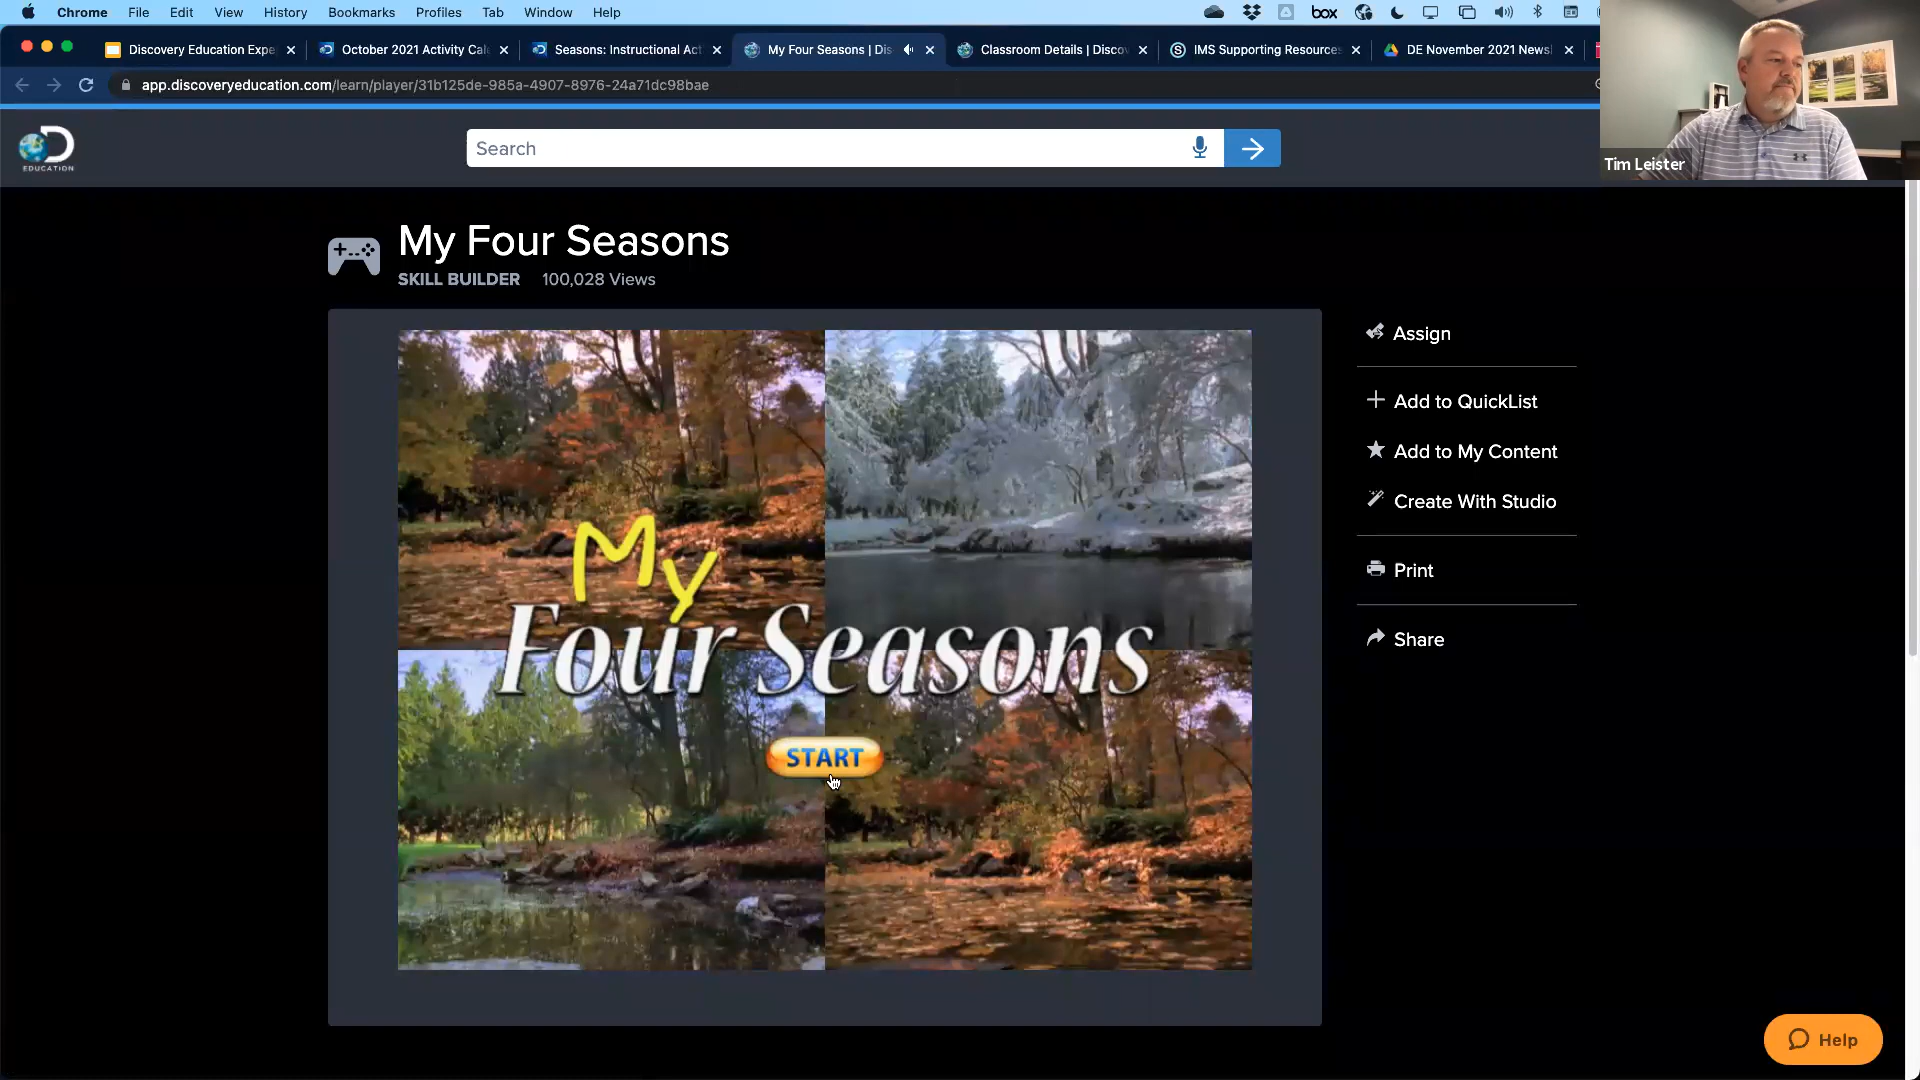 Chrome File Edit View History Bookmarks Profiles Tab Window Help
box
Discovery Education Expe
October 2021 Activity Cal
Seasons: Instructional Act
My Four Seasons | Dis
Classroom Details | Disco
IMS Supporting Resources
DE November 2021 News
app.discoveryeducation.com/learn/player/31b125de-985a-4907-8976-24a71dc98bae
EDUCATION
Search
Tim Leister
My Four Seasons
SKILL BUILDER 100,028 Views
My
Four Seasons
START
Assign
Add to QuickList
Add to My Content
Create With Studio
Print
Share
Help